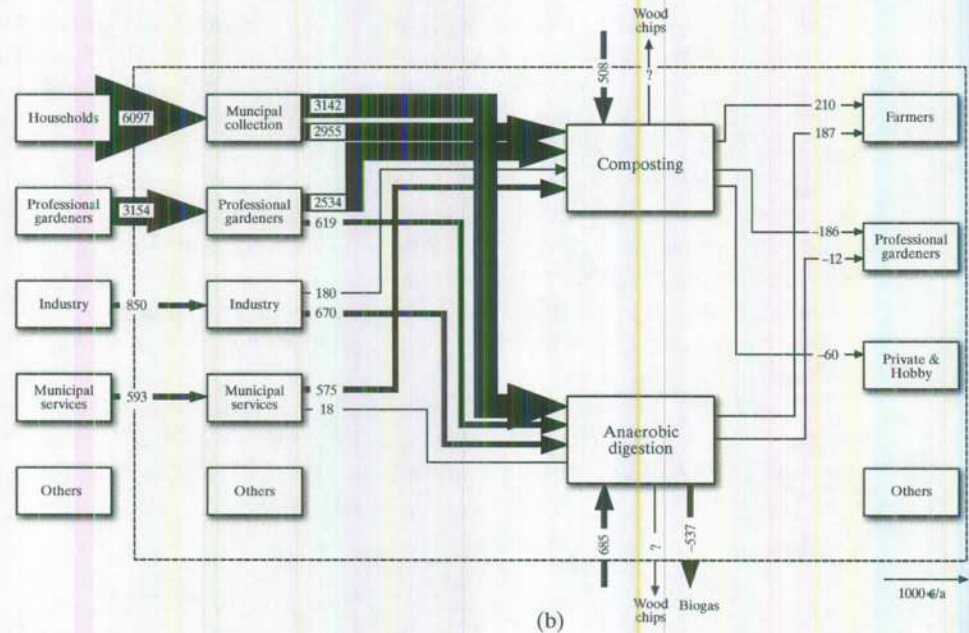 Wood
chips
508
?
Households
6097
Muncipal
collection
3142
2955
Composting
210
187
Farmers
Professional
gardeners
3154
Professional
gardeners
2534
619
–186
–12
Professional
gardeners
Industry
850
Industry
180
670
–60
Private &
Hobby
Municipal
services
593
Municipal
services
575
18
Anaerobic
digestion
Others
Others
Others
685
?
–537
Wood
chips
Biogas
1000 €/a
(b)